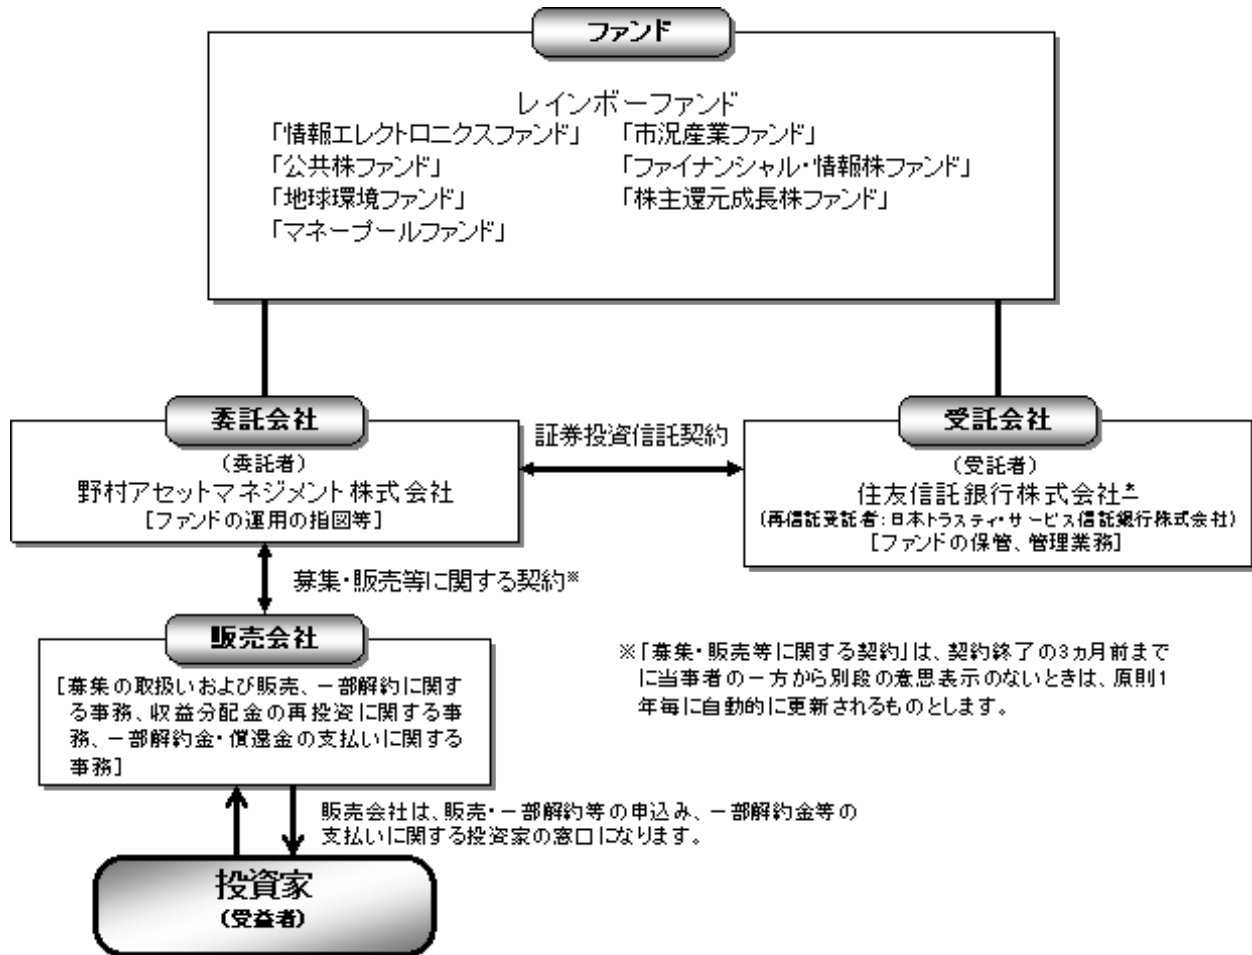 ファンド
レインボーファンド
「情報エレクトロニクスファンド」 「市況産業ファンド」
「公共株ファンド」 「ファイナンシャル・情報株ファンド」
「地球環境ファンド」 「株主還元成長株ファンド」
「マネープールファンド」
委託会社
(委託者)
野村アセットマネジメント株式会社
[ファンドの運用の指図等]
証券投資信託契約
受託会社
(受託者)
住友信託銀行株式会社*
(再信託受託者:日本トラスティ・サービス信託銀行株式会社)
[ファンドの保管、管理業務]
募集・販売等に関する契約※
販売会社
[募集の取扱いおよび販売、一部解約に関す
る事務、収益分配金の再投資に関する事
務、一部解約金・償還金の支払いに関する
事務]
※「募集・販売等に関する契約」は、契約終了の3ヵ月前まで
に当事者の一方から別段の意思表示のないときは、原則1
年毎に自動的に更新されるものとします。
販売会社は、販売・一部解約等の申込み、一部解約金等の
支払いに関する投資家の窓口になります。
投資家
(受益者)